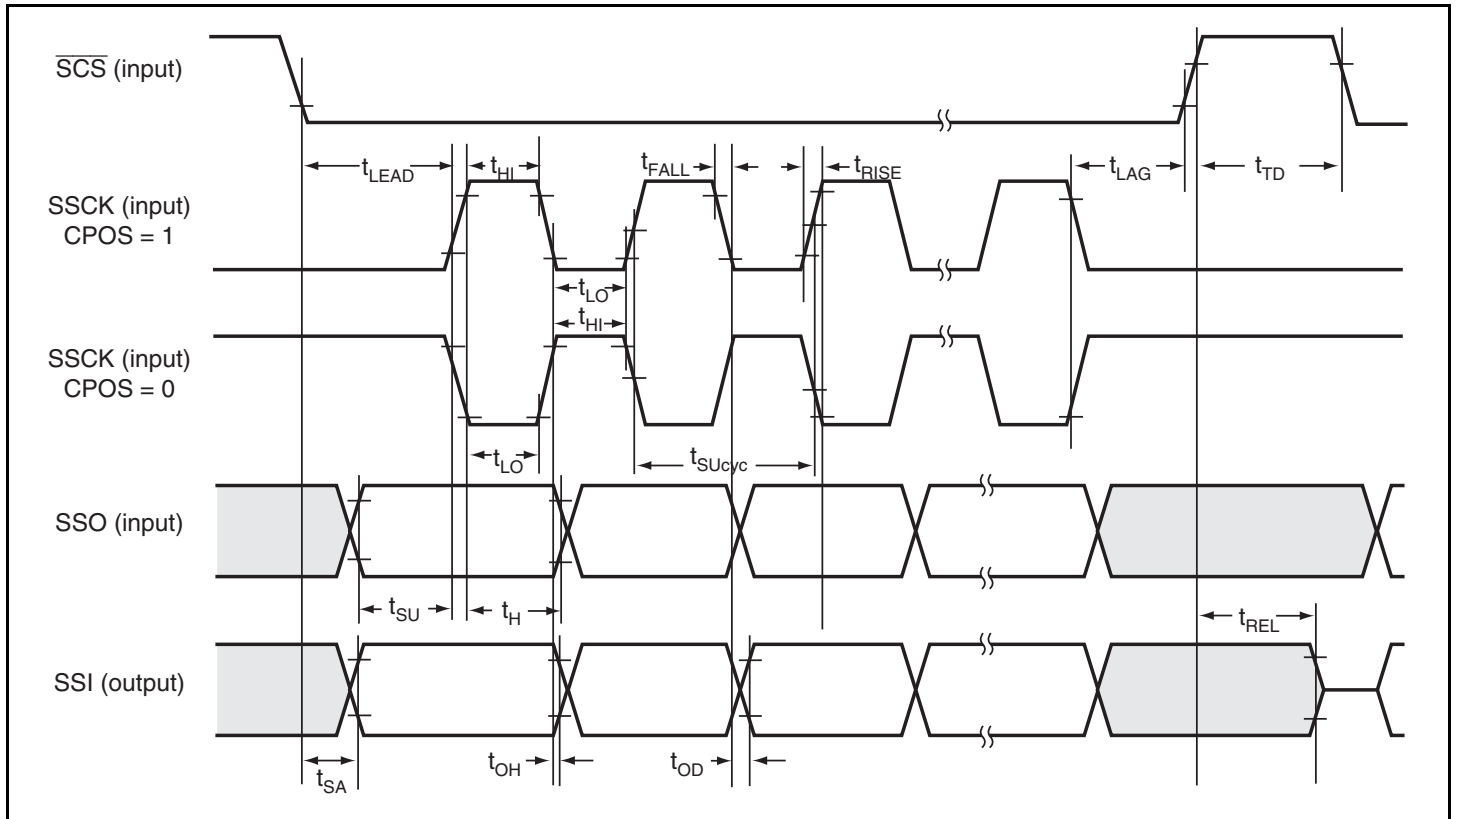 SCS (input)
tLEAD
tHI
tFALL
tRISE
tLAG
tTD
SSCK (input)
CPOS = 1
tLO
tHI
SSCK (input)
CPOS = 0
tLO
tSUcyc
SSO (input)
tSU
tH
tREL
SSI (output)
tSA
tOH
tOD